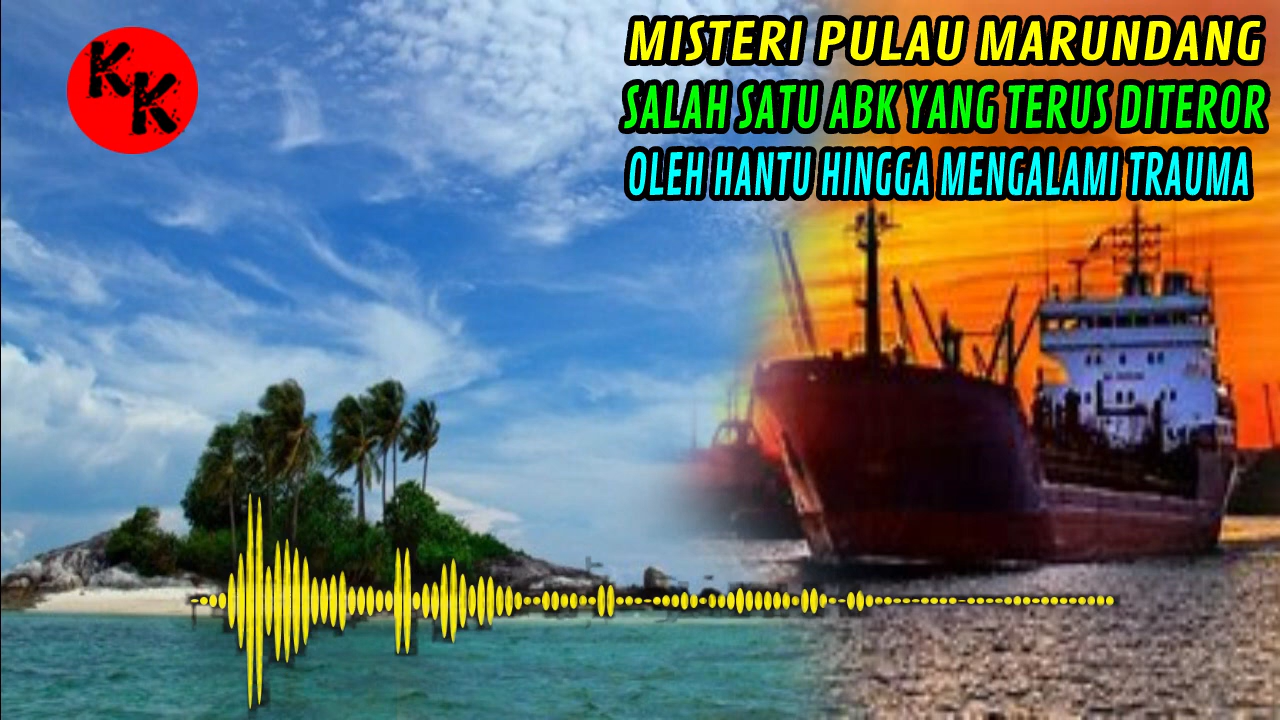 KK
MISTERI PULAU MARUNDANG
SALAH SATU ABK YANG TERUS DITEROR
OLEH HANTU HINGGA MENGALAMI TRAUMA